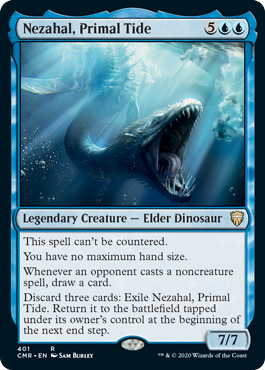 Nezahal, Primal Tide 5
Legendary Creature — Elder Dinosaur
This spell can't be countered.
You have no maximum hand size.
Whenever an opponent casts a noncreature
spell, draw a card.
Discard three cards: Exile Nezahal, Primal
Tide. Return it to the battlefield tapped
under its owner's control at the beginning of
the next end step.
7/7
401 R
CMR • EN SAM BURLEY
™ & © 2020 Wizards of the Coast